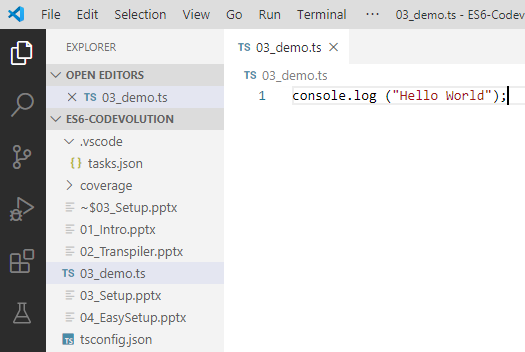 File Edit Selection View Go Run Terminal ··· 03_demo.ts - ES6-Codev
EXPLORER
OPEN EDITORS
TS 03_demo.ts
ES6-CODEVOLUTION
.vscode
{} tasks.json
coverage
~$03_Setup.pptx
01_Intro.pptx
02_Transpiler.pptx
TS 03_demo.ts
03_Setup.pptx
04_EasySetup.pptx
tsconfig.json
TS 03_demo.ts
TS 03_demo.ts
1 console.log ("Hello World");